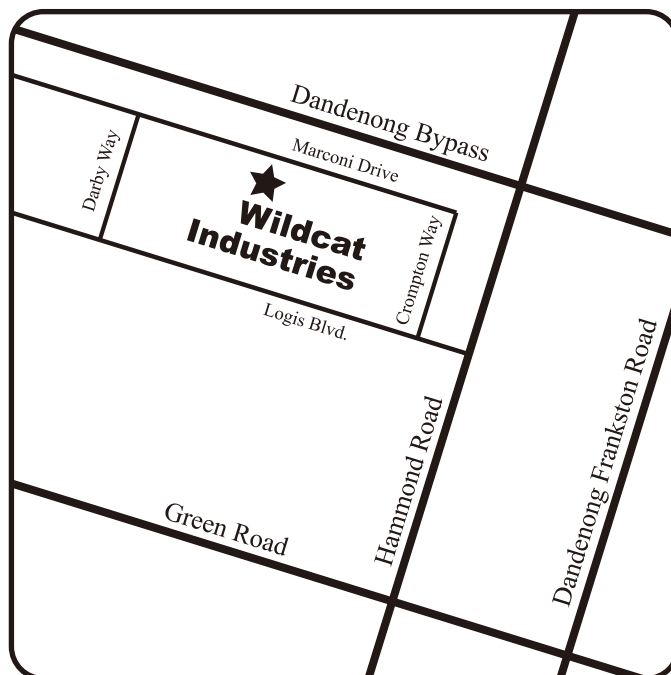 Dandenong Bypass
Marconi Drive
Darby Way
Wildcat
Industries
Crompton Way
Logis Blvd.
Hammond Road
Dandenong Frankston Road
Green Road